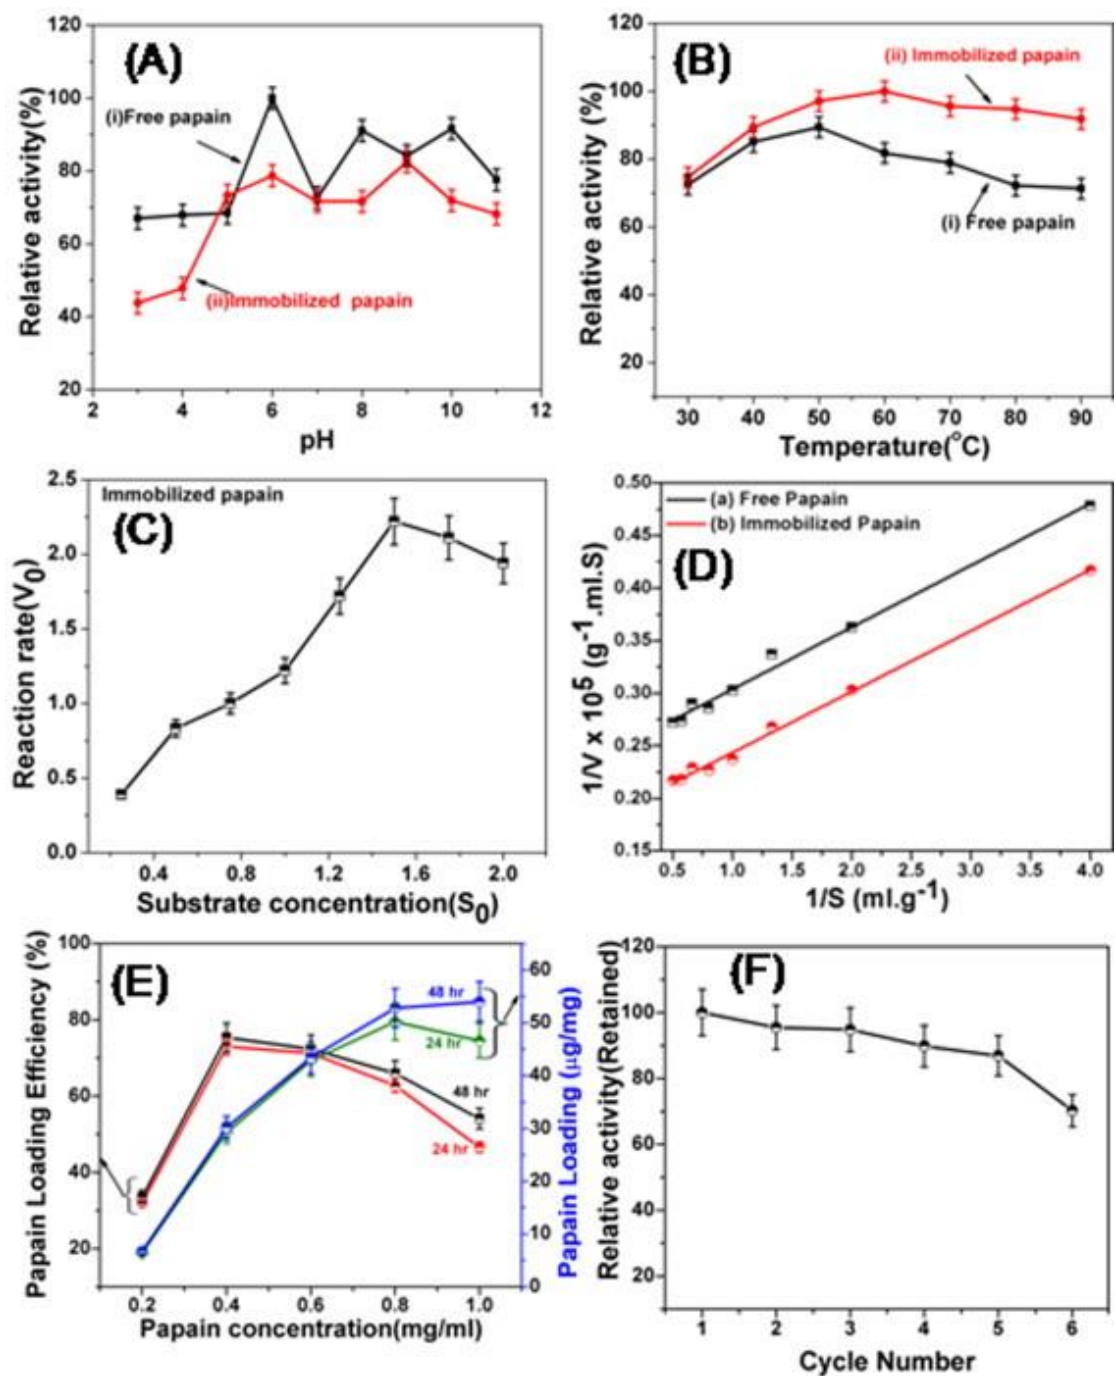 (A)
Relative activity(%)
120
100
80
60
40
20
(i)Free papain
(ii)Immobilized papain
2
4
6
8
10
12
pH
(B)
Relative activity (%)
120
100
80
60
40
20
(ii) Immobilized papain
(i) Free papain
30
40
50
60
70
80
90
Temperature(°C)
Immobilized papain
(C)
Reaction rate(V0)
2.5
2.0
1.5
1.0
0.5
0.0
0.4
0.8
1.2
1.6
2.0
Substrate concentration(S0)
(a) Free Papain
(b) Immobilized Papain
(D)
1/V x 10⁵ (g⁻¹.ml.S)
0.50
0.45
0.40
0.35
0.30
0.25
0.20
0.15
0.5
1.0
1.5
2.0
2.5
3.0
3.5
4.0
1/S (ml.g⁻¹)
(E)
Papain Loading Efficiency (%)
100
80
60
40
20
48 hr
24 hr
48 hr
24 hr
60
50
40
30
20
10
0
Papain Loading (µg/mg)
0.2
0.4
0.6
0.8
1.0
Papain concentration(mg/ml)
(F)
Relative activity(Retained)
120
100
80
60
40
20
1
2
3
4
5
6
Cycle Number